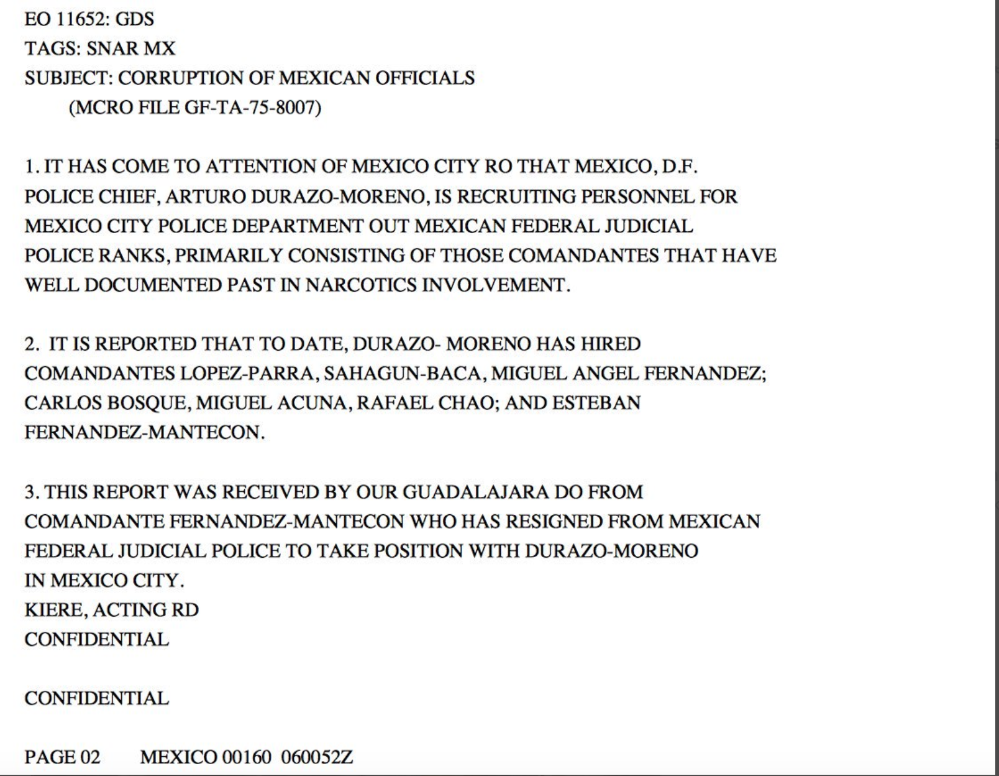 EO 11652: GDS
TAGS: SNAR MX
SUBJECT: CORRUPTION OF MEXICAN OFFICIALS
(MCRO FILE GF-TA-75-8007)
1. IT HAS COME TO ATTENTION OF MEXICO CITY RO THAT MEXICO, D.F.
POLICE CHIEF, ARTURO DURAZO-MORENO, IS RECRUITING PERSONNEL FOR
MEXICO CITY POLICE DEPARTMENT OUT MEXICAN FEDERAL JUDICIAL
POLICE RANKS, PRIMARILY CONSISTING OF THOSE COMANDANTES THAT HAVE
WELL DOCUMENTED PAST IN NARCOTICS INVOLVEMENT.
2. IT IS REPORTED THAT TO DATE, DURAZO- MORENO HAS HIRED
COMANDANTES LOPEZ-PARRA, SAHAGUN-BACA, MIGUEL ANGEL FERNANDEZ;
CARLOS BOSQUE, MIGUEL ACUNA, RAFAEL CHAO; AND ESTEBAN
FERNANDEZ-MANTECON.
3. THIS REPORT WAS RECEIVED BY OUR GUADALAJARA DO FROM
COMANDANTE FERNANDEZ-MANTECON WHO HAS RESIGNED FROM MEXICAN
FEDERAL JUDICIAL POLICE TO TAKE POSITION WITH DURAZO-MORENO
IN MEXICO CITY.
KIERE, ACTING RD
CONFIDENTIAL
CONFIDENTIAL
PAGE 02 MEXICO 00160 060052Z